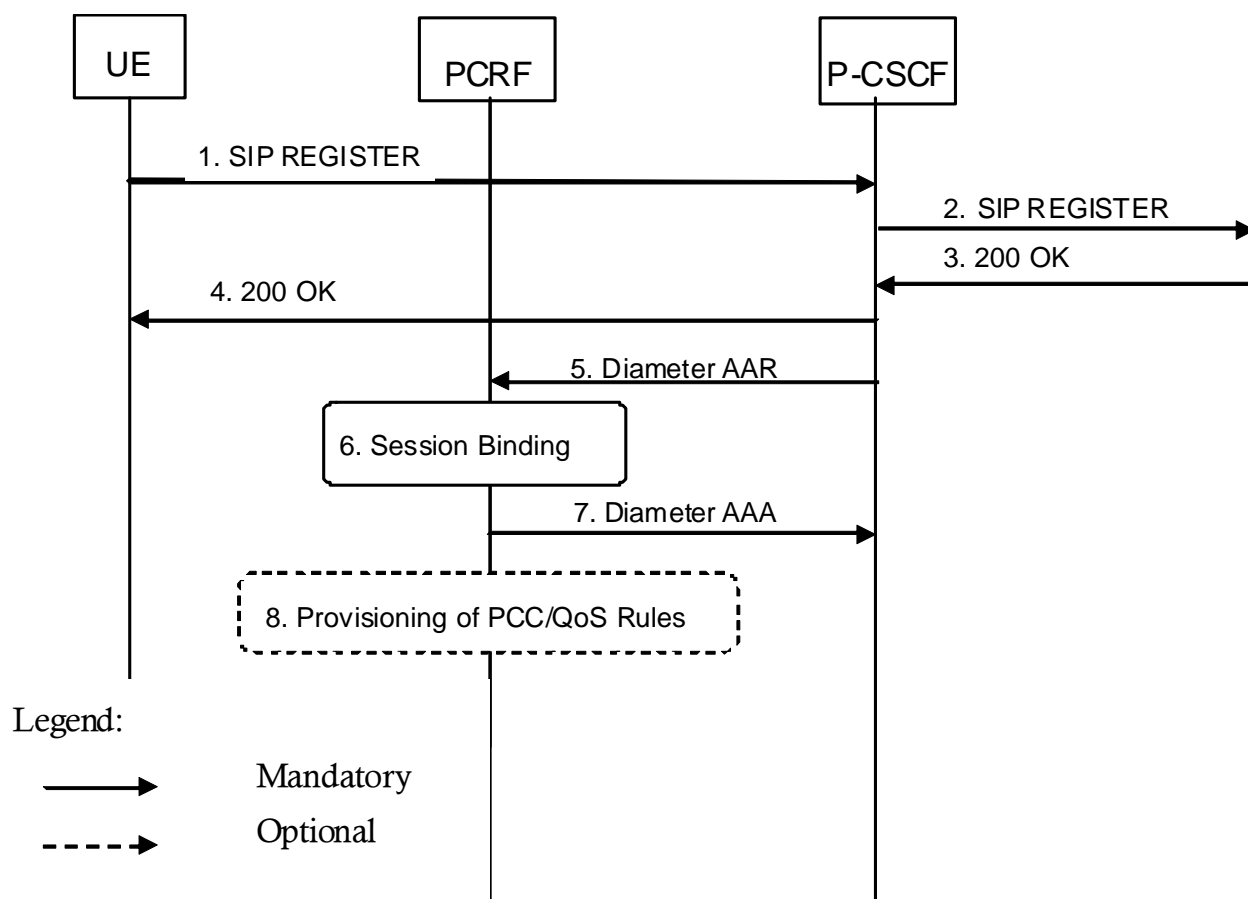 UE
PCRF
P-CSCF
1. SIP REGISTER
2. SIP REGISTER
3. 200 OK
4. 200 OK
5. Diameter AAR
6. Session Binding
7. Diameter AAA
8. Provisioning of PCC/QoS Rules
Legend:
Mandatory
Optional